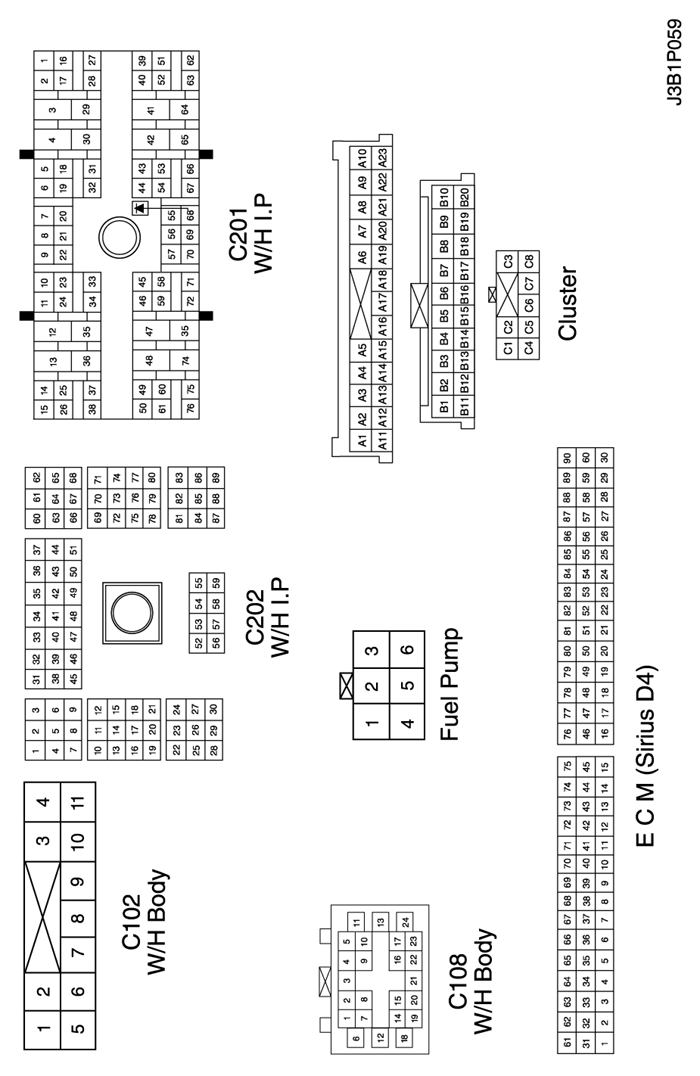 1 2 3 4
5 6 7 8 9 10 11
C102
W/H Body
1 2 3
4 5 6
7 8 9
10 11 12
13 14 15
16 17 18
19 20 21
22 23 24
25 26 27
28 29 30
31 32 33 34 35 36 37
38 39 40 41 42 43 44
45 46 47 48 49 50 51
52 53 54 55
56 57 58 59
60 61 62
63 64 65
66 67 68
69 70 71
72 73 74
75 76 77
78 79 80
81 82 83
84 85 86
87 88 89
C202
W/H I.P
15 14 13 12 11 10 9 8 7 6 5 4 3 2 1
26 25 24 23 22 21 20 19 18 17 16
38 37 36 35 34 33 32 31 30 29 28 27
50 49 48 47 46 45 44 43 42 41 40 39
61 60 59 58 57 56 55 54 53 52 51
76 75 74 35 72 71 70 69 68 67 66 65 64 63 62
C201
W/H I.P
1 2 3 4 5
6 11
7 8 9 10
12 13
14 15 16 17
18 24
19 20 21 22 23
C108
W/H Body
1 2 3
4 5 6
Fuel Pump
A1 A2 A3 A4 A5 A6 A7 A8 A9 A10
A11 A12 A13 A14 A15 A16 A17 A18 A19 A20 A21 A22 A23
B1 B2 B3 B4 B5 B6 B7 B8 B9 B10
B11 B12 B13 B14 B15 B16 B17 B18 B19 B20
C1 C2 C3
C4 C5 C6 C7 C8
Cluster
61 62 63 64 65 66 67 68 69 70 71 72 73 74 75 76 77 78 79 80 81 82 83 84 85 86 87 88 89 90
31 32 33 34 35 36 37 38 39 40 41 42 43 44 45 46 47 48 49 50 51 52 53 54 55 56 57 58 59 60
1 2 3 4 5 6 7 8 9 10 11 12 13 14 15 16 17 18 19 20 21 22 23 24 25 26 27 28 29 30
E C M (Sirius D4)
J3B1P059